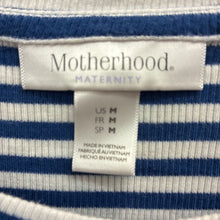 Motherhood®
MATERNITY
US M
FR M
SP M
MADE IN VIETNAM
FABRIQUÉ AU VIETNAM
HECHO EN VIETNAM